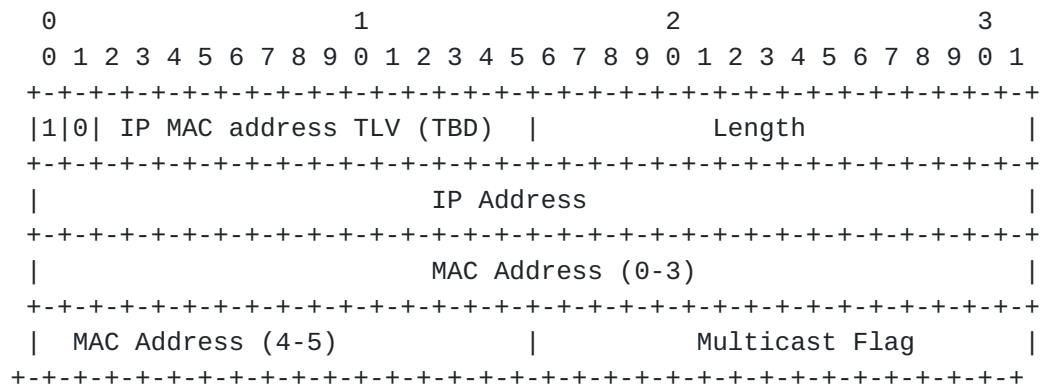 0                   1                   2                   3
0 1 2 3 4 5 6 7 8 9 0 1 2 3 4 5 6 7 8 9 0 1 2 3 4 5 6 7 8 9 0 1
+-+-+-+-+-+-+-+-+-+-+-+-+-+-+-+-+-+-+-+-+-+-+-+-+-+-+-+-+-+-+-+-+
|1|0| IP MAC address TLV (TBD)  |           Length              |
+-+-+-+-+-+-+-+-+-+-+-+-+-+-+-+-+-+-+-+-+-+-+-+-+-+-+-+-+-+-+-+-+
|                         IP Address                            |
+-+-+-+-+-+-+-+-+-+-+-+-+-+-+-+-+-+-+-+-+-+-+-+-+-+-+-+-+-+-+-+-+
|                         MAC Address (0-3)                     |
+-+-+-+-+-+-+-+-+-+-+-+-+-+-+-+-+-+-+-+-+-+-+-+-+-+-+-+-+-+-+-+-+
|  MAC Address (4-5)            |          Multicast Flag       |
+-+-+-+-+-+-+-+-+-+-+-+-+-+-+-+-+-+-+-+-+-+-+-+-+-+-+-+-+-+-+-+-+